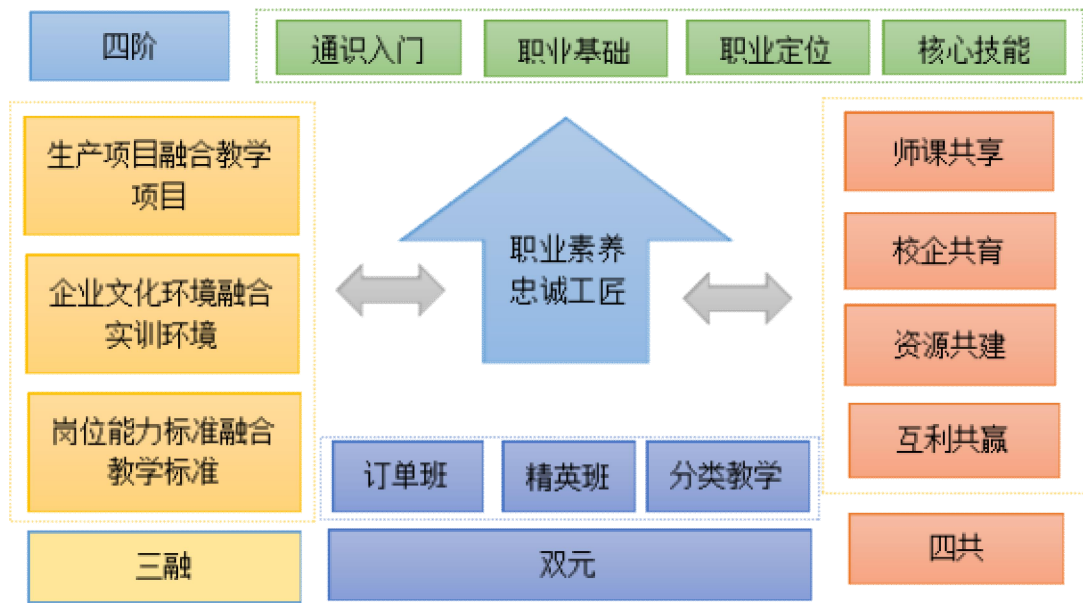 四阶
通识入门
职业基础
职业定位
核心技能
生产项目融合教学
项目
企业文化环境融合
实训环境
岗位能力标准融合
教学标准
三融
职业素养
忠诚工匠
订单班
精英班
分类教学
双元
师课共享
校企共育
资源共建
互利共赢
四共